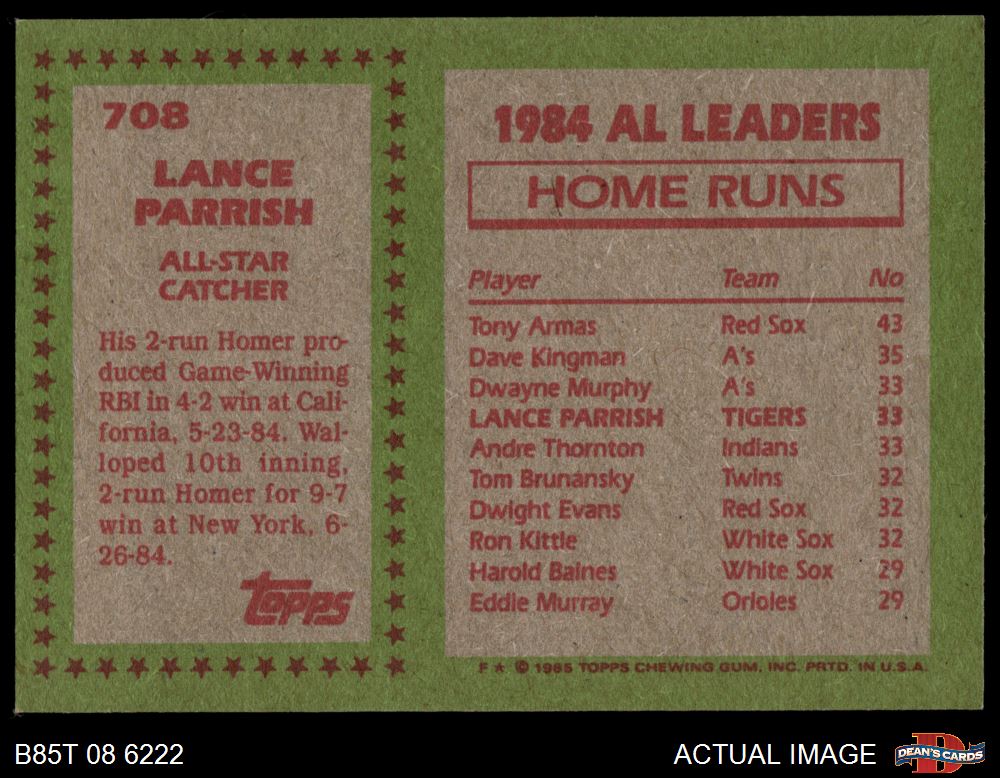 708
LANCE
PARRISH
ALL-STAR
CATCHER
His 2-run Homer pro-
duced Game-Winning
RBI in 4-2 win at Cali-
fornia, 5-23-84. Wal-
loped 10th inning,
2-run Homer for 9-7
win at New York, 6-
26-84.
topps
1984 AL LEADERS
HOME RUNS
Player Team No
Tony Armas Red Sox 43
Dave Kingman A's 35
Dwayne Murphy A's 33
LANCE PARRISH TIGERS 33
Andre Thornton Indians 33
Tom Brunansky Twins 32
Dwight Evans Red Sox 32
Ron Kittle White Sox 32
Harold Baines White Sox 29
Eddie Murray Orioles 29
F ★ © 1985 TOPPS CHEWING GUM, INC. PRTD. IN U.S.A.
B85T 08 6222
ACTUAL IMAGE
D
DEAN'S CARDS